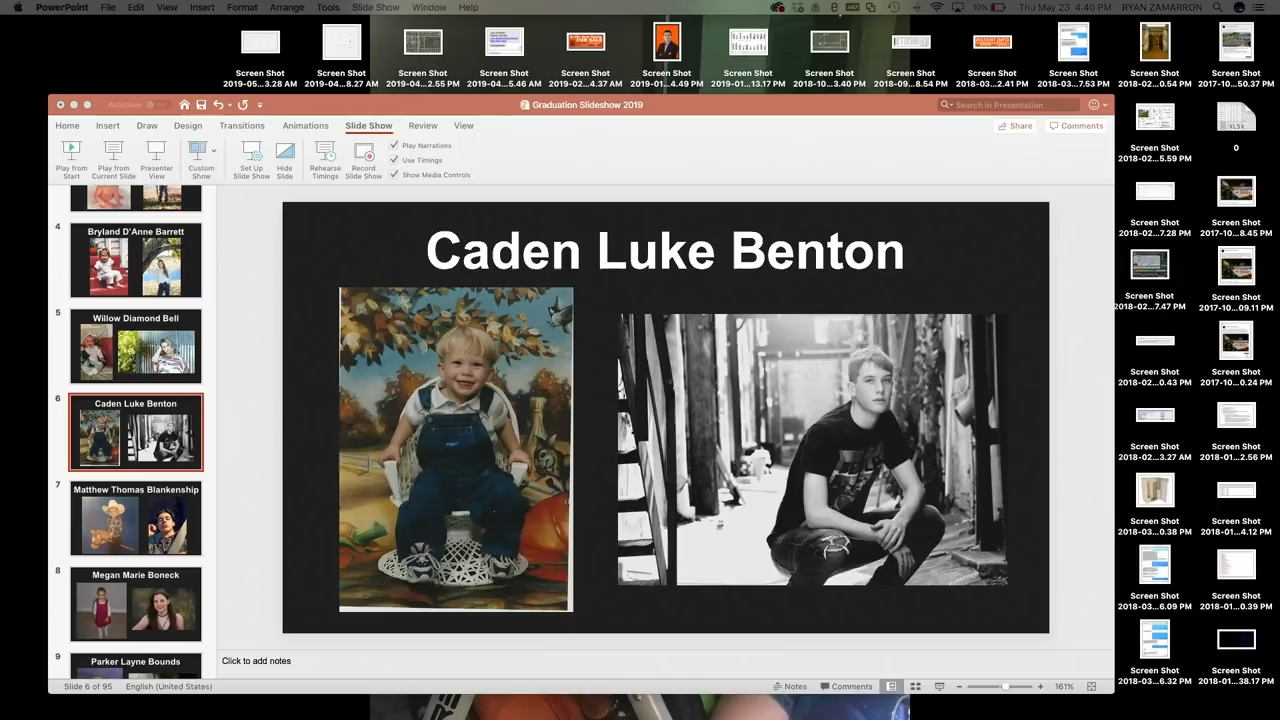 PowerPoint File Edit View Insert Format Arrange Tools Slide Show Window Help 10% Thu May 23 4:40 PM RYAN ZAMARRON
Screen Shot 2019-05...3.28 AM
Screen Shot 2019-04...8.27 AM
Screen Shot 2019-04...2.55 PM
Screen Shot 2019-04...5.46 AM
Screen Shot 2019-02...4.37 AM
Screen Shot 2019-01...4.49 PM
Screen Shot 2019-01...13.17 PM
Screen Shot 2018-10...3.40 PM
Screen Shot 2018-09...8.54 PM
Screen Shot 2018-03...2.41 PM
Screen Shot 2018-03...7.53 PM
Screen Shot 2018-02...0.54 PM
Screen Shot 2017-10...50.37 PM
AutoSave Graduation Slideshow 2019 Search in Presentation
Home Insert Draw Design Transitions Animations Slide Show Review View Share Comments
Play from Start
Play from Current Slide
Presenter View
Custom Show
Set Up Slide Show
Hide Slide
Rehearse Timings
Record Slide Show
Play Narrations
Use Timings
Show Media Controls
4
Bryland D'Anne Barrett
5
Willow Diamond Bell
6
Caden Luke Benton
7
Matthew Thomas Blankenship
8
Megan Marie Boneck
9
Parker Layne Bounds
Caden Luke Benton
Click to add notes
Slide 6 of 95 English (United States) Notes Comments 161%
Screen Shot 2018-02...5.59 PM
XLSX
0
Screen Shot 2018-02...7.28 PM
Screen Shot 2017-10...8.45 PM
Screen Shot 2018-02...7.47 PM
Screen Shot 2017-10...09.11 PM
Screen Shot 2018-02...0.43 PM
Screen Shot 2017-10...0.24 PM
Screen Shot 2018-02...3.27 AM
Screen Shot 2018-01...2.56 PM
Screen Shot 2018-03...0.38 PM
Screen Shot 2018-01...4.12 PM
Screen Shot 2018-03...6.09 PM
Screen Shot 2018-01...0.39 PM
Screen Shot 2018-03...6.32 PM
Screen Shot 2018-01...38.17 PM